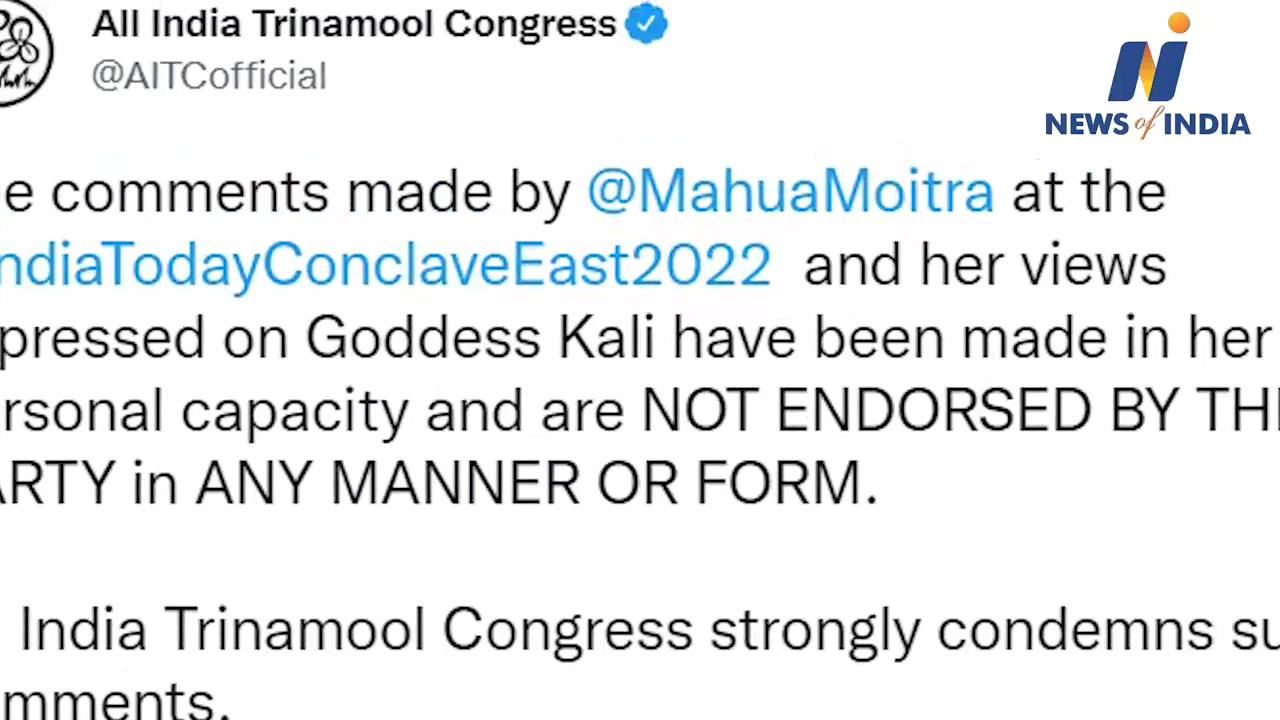 All India Trinamool Congress
@AITCofficial
NEWS of INDIA
e comments made by @MahuaMoitra at the
ndiaTodayConclaveEast2022 and her views
pressed on Goddess Kali have been made in her
rsonal capacity and are NOT ENDORSED BY TH
ARTY in ANY MANNER OR FORM.
India Trinamool Congress strongly condemns su
mments.